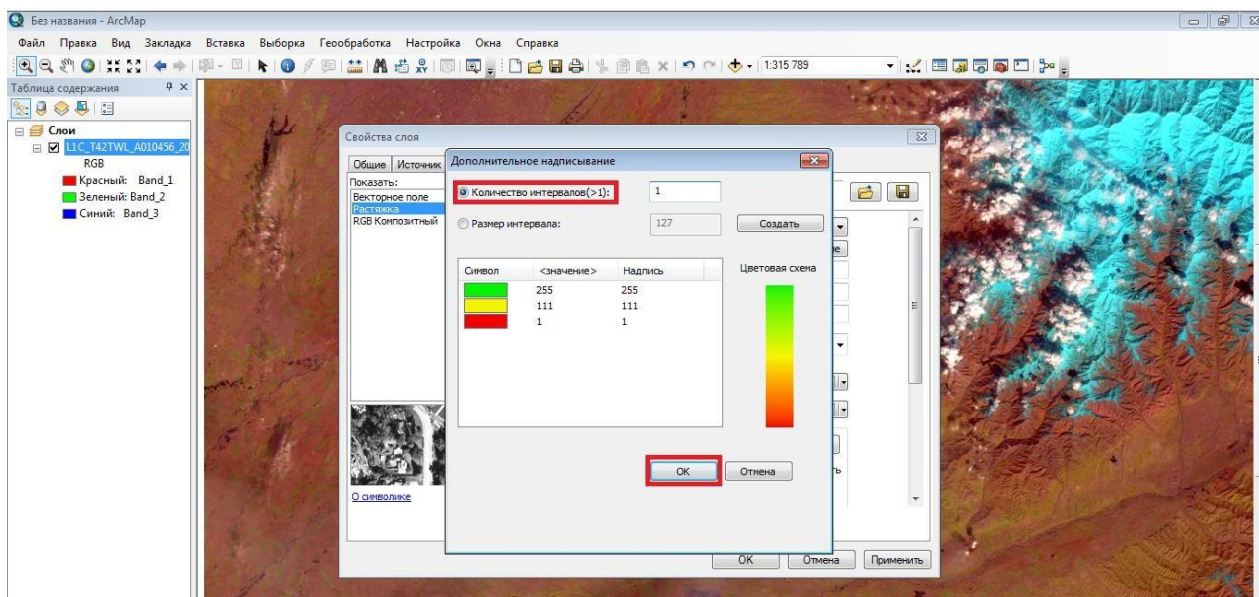 Без названия - ArcMap
Файл Правка Вид Закладка Вставка Выборка Геообработка Настройка Окна Справка
1:315 789
Таблица содержания
Слои
L1C_T42TWL_A010456_20
RGB
Красный: Band_1
Зеленый: Band_2
Синий: Band_3
Свойства слоя
Общие Источник
Показать:
Векторное поле
Растяжка
RGB Композитный
О символике
Дополнительное надписывание
Количество интервалов(>1): 1
Размер интервала: 127 Создать
Символ <значение> Надпись Цветовая схема
255 255
111 111
1 1
OK Отмена
OK Отмена Применить